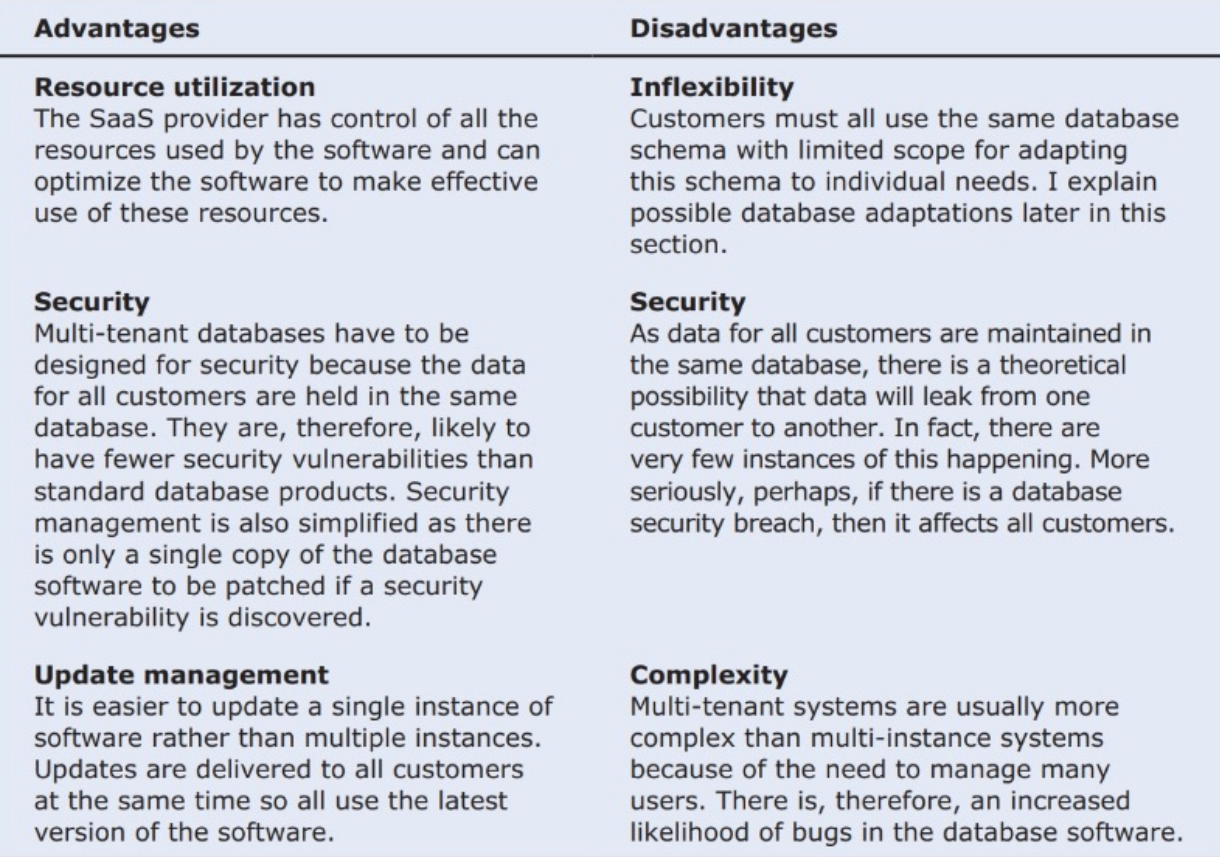 Advantages
Disadvantages
Resource utilization
The SaaS provider has control of all the
resources used by the software and can
optimize the software to make effective
use of these resources.
Inflexibility
Customers must all use the same database
schema with limited scope for adapting
this schema to individual needs. I explain
possible database adaptations later in this
section.
Security
Multi-tenant databases have to be
designed for security because the data
for all customers are held in the same
database. They are, therefore, likely to
have fewer security vulnerabilities than
standard database products. Security
management is also simplified as there
is only a single copy of the database
software to be patched if a security
vulnerability is discovered.
Security
As data for all customers are maintained in
the same database, there is a theoretical
possibility that data will leak from one
customer to another. In fact, there are
very few instances of this happening. More
seriously, perhaps, if there is a database
security breach, then it affects all customers.
Update management
It is easier to update a single instance of
software rather than multiple instances.
Updates are delivered to all customers
at the same time so all use the latest
version of the software.
Complexity
Multi-tenant systems are usually more
complex than multi-instance systems
because of the need to manage many
users. There is, therefore, an increased
likelihood of bugs in the database software.